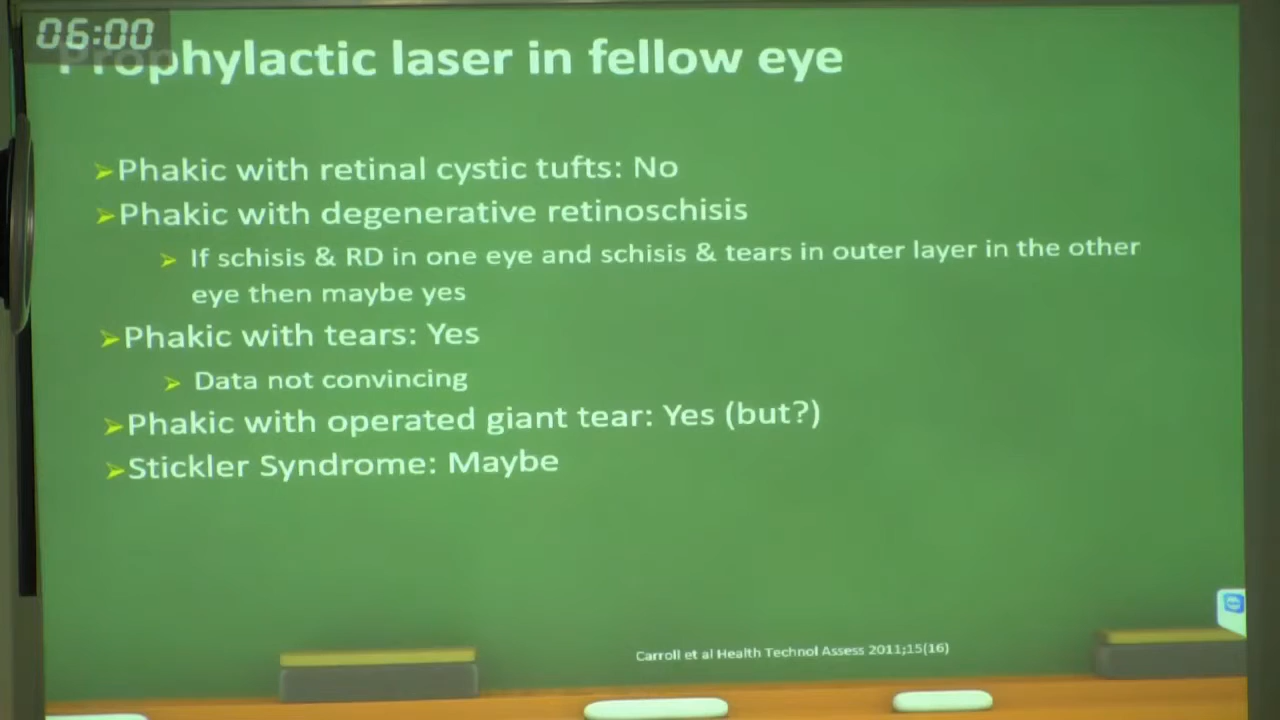 06:00
Prophylactic laser in fellow eye
➢Phakic with retinal cystic tufts: No
➢Phakic with degenerative retinoschisis
➢ If schisis & RD in one eye and schisis & tears in outer layer in the other
eye then maybe yes
➢Phakic with tears: Yes
➢ Data not convincing
➢Phakic with operated giant tear: Yes (but?)
➢Stickler Syndrome: Maybe
Carroll et al Health Technol Assess 2011;15(16)